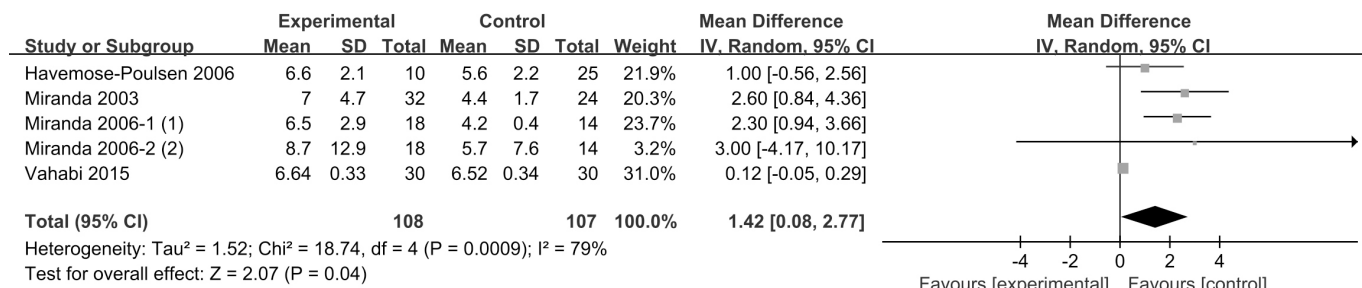 Experimental Control Mean Difference Mean Difference
Study or Subgroup Mean SD Total Mean SD Total Weight IV, Random, 95% CI IV, Random, 95% CI
Havemose-Poulsen 2006 6.6 2.1 10 5.6 2.2 25 21.9% 1.00 [-0.56, 2.56]
Miranda 2003 7 4.7 32 4.4 1.7 24 20.3% 2.60 [0.84, 4.36]
Miranda 2006-1 (1) 6.5 2.9 18 4.2 0.4 14 23.7% 2.30 [0.94, 3.66]
Miranda 2006-2 (2) 8.7 12.9 18 5.7 7.6 14 3.2% 3.00 [-4.17, 10.17]
Vahabi 2015 6.64 0.33 30 6.52 0.34 30 31.0% 0.12 [-0.05, 0.29]
Total (95% CI) 108 107 100.0% 1.42 [0.08, 2.77]
Heterogeneity: Tau² = 1.52; Chi² = 18.74, df = 4 (P = 0.0009); I² = 79%
Test for overall effect: Z = 2.07 (P = 0.04)
-4 -2 0 2 4
Favours [experimental] Favours [control]